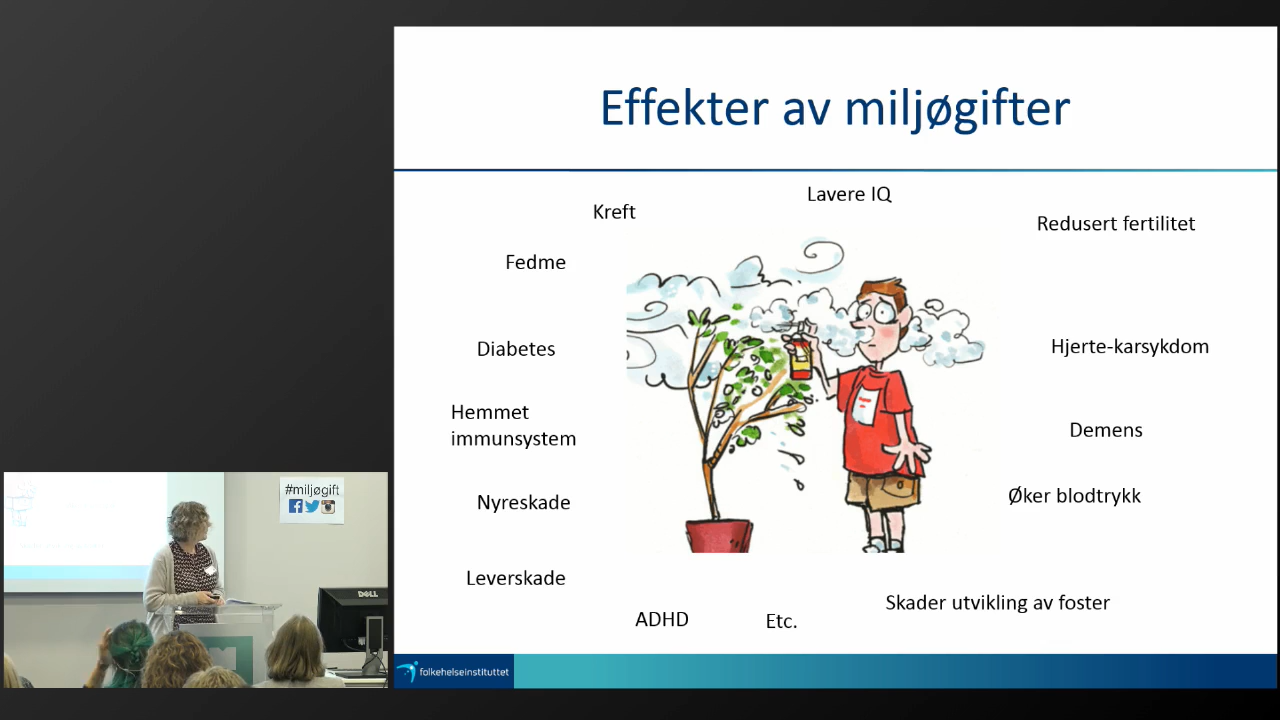 Effekter av miljøgifter
Lavere IQ
Kreft
Redusert fertilitet
Fedme
Hjerte-karsykdom
Diabetes
Hemmet
immunsystem
Demens
Øker blodtrykk
Nyreskade
Leverskade
Skader utvikling av foster
ADHD
Etc.
folkehelseinstituttet
#miljøgift
DELL